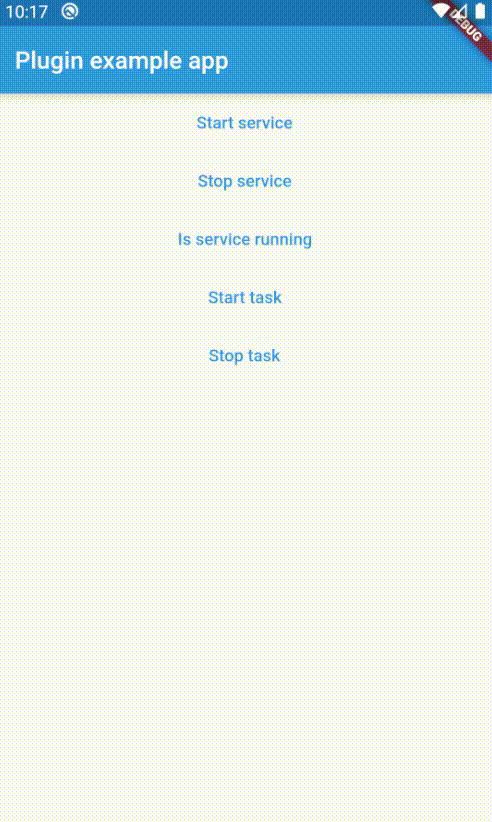 10:17
DEBUG
Plugin example app
Start service
Stop service
Is service running
Start task
Stop task